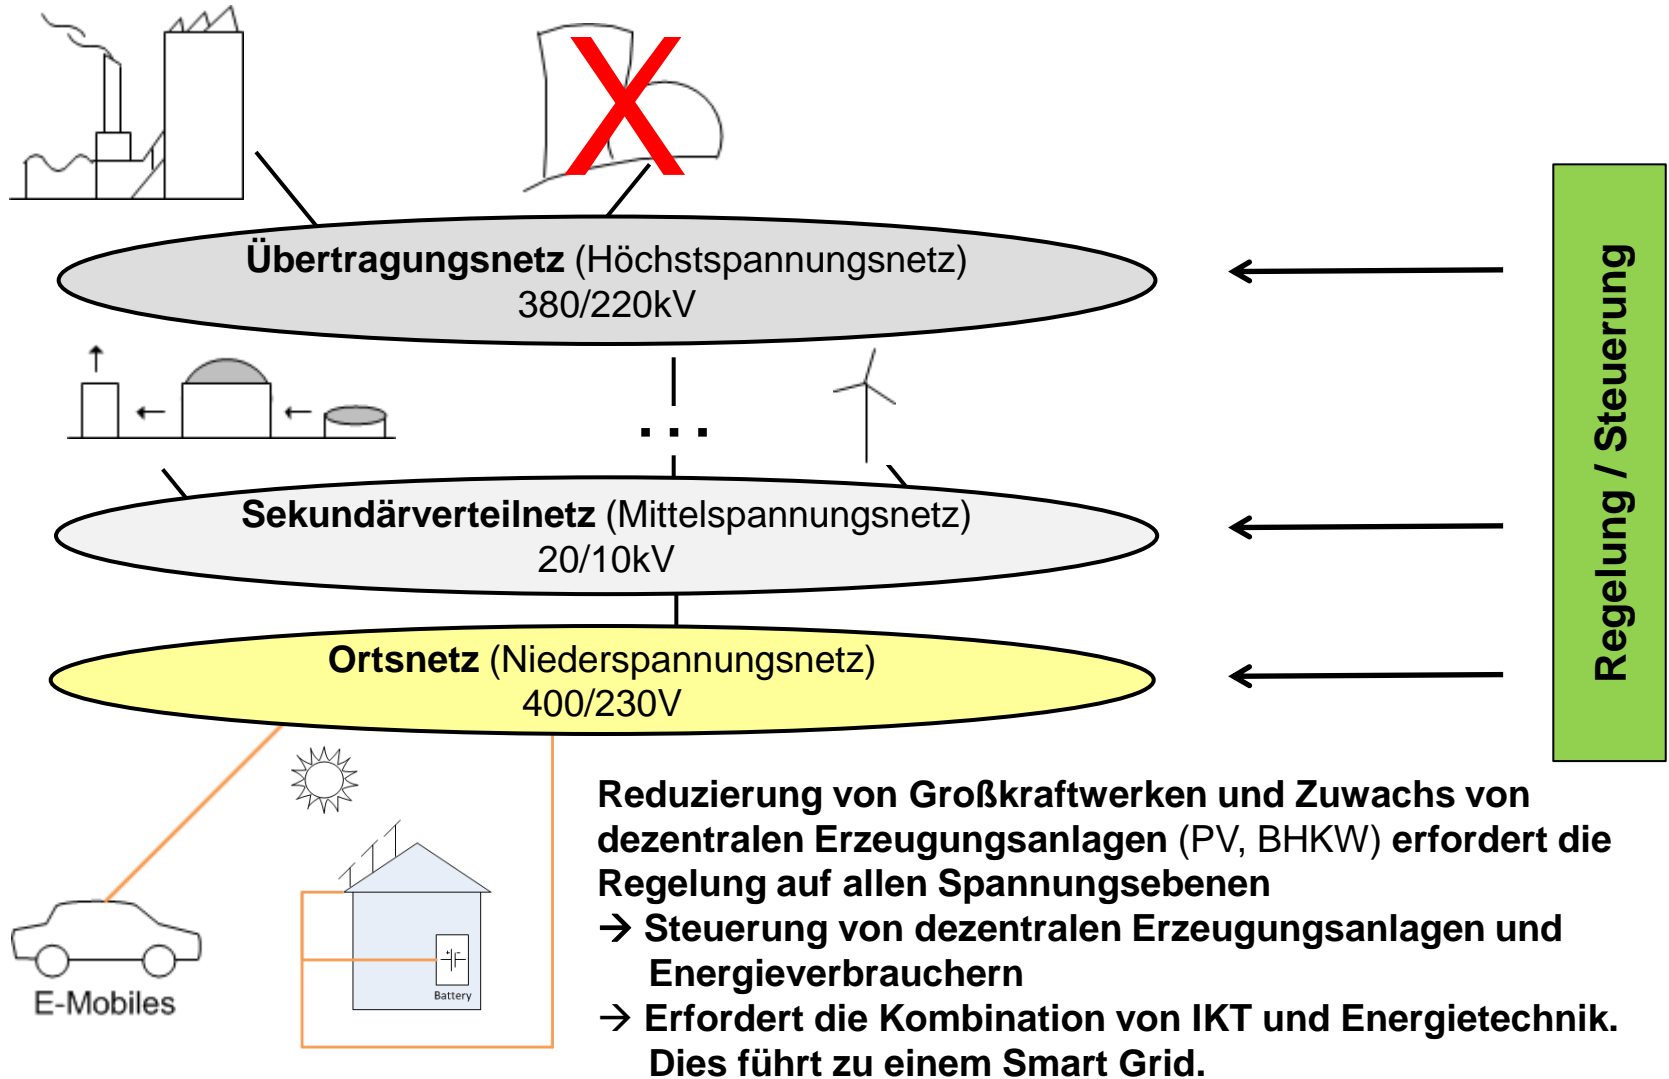 Übertragungsnetz (Höchstspannungsnetz)
380/220kV
. . .
Sekundärverteilnetz (Mittelspannungsnetz)
20/10kV
Ortsnetz (Niederspannungsnetz)
400/230V
Regelung / Steuerung
E-Mobiles
Battery
Reduzierung von Großkraftwerken und Zuwachs von
dezentralen Erzeugungsanlagen (PV, BHKW) erfordert die
Regelung auf allen Spannungsebenen
→ Steuerung von dezentralen Erzeugungsanlagen und
Energieverbrauchern
→ Erfordert die Kombination von IKT und Energietechnik.
Dies führt zu einem Smart Grid.